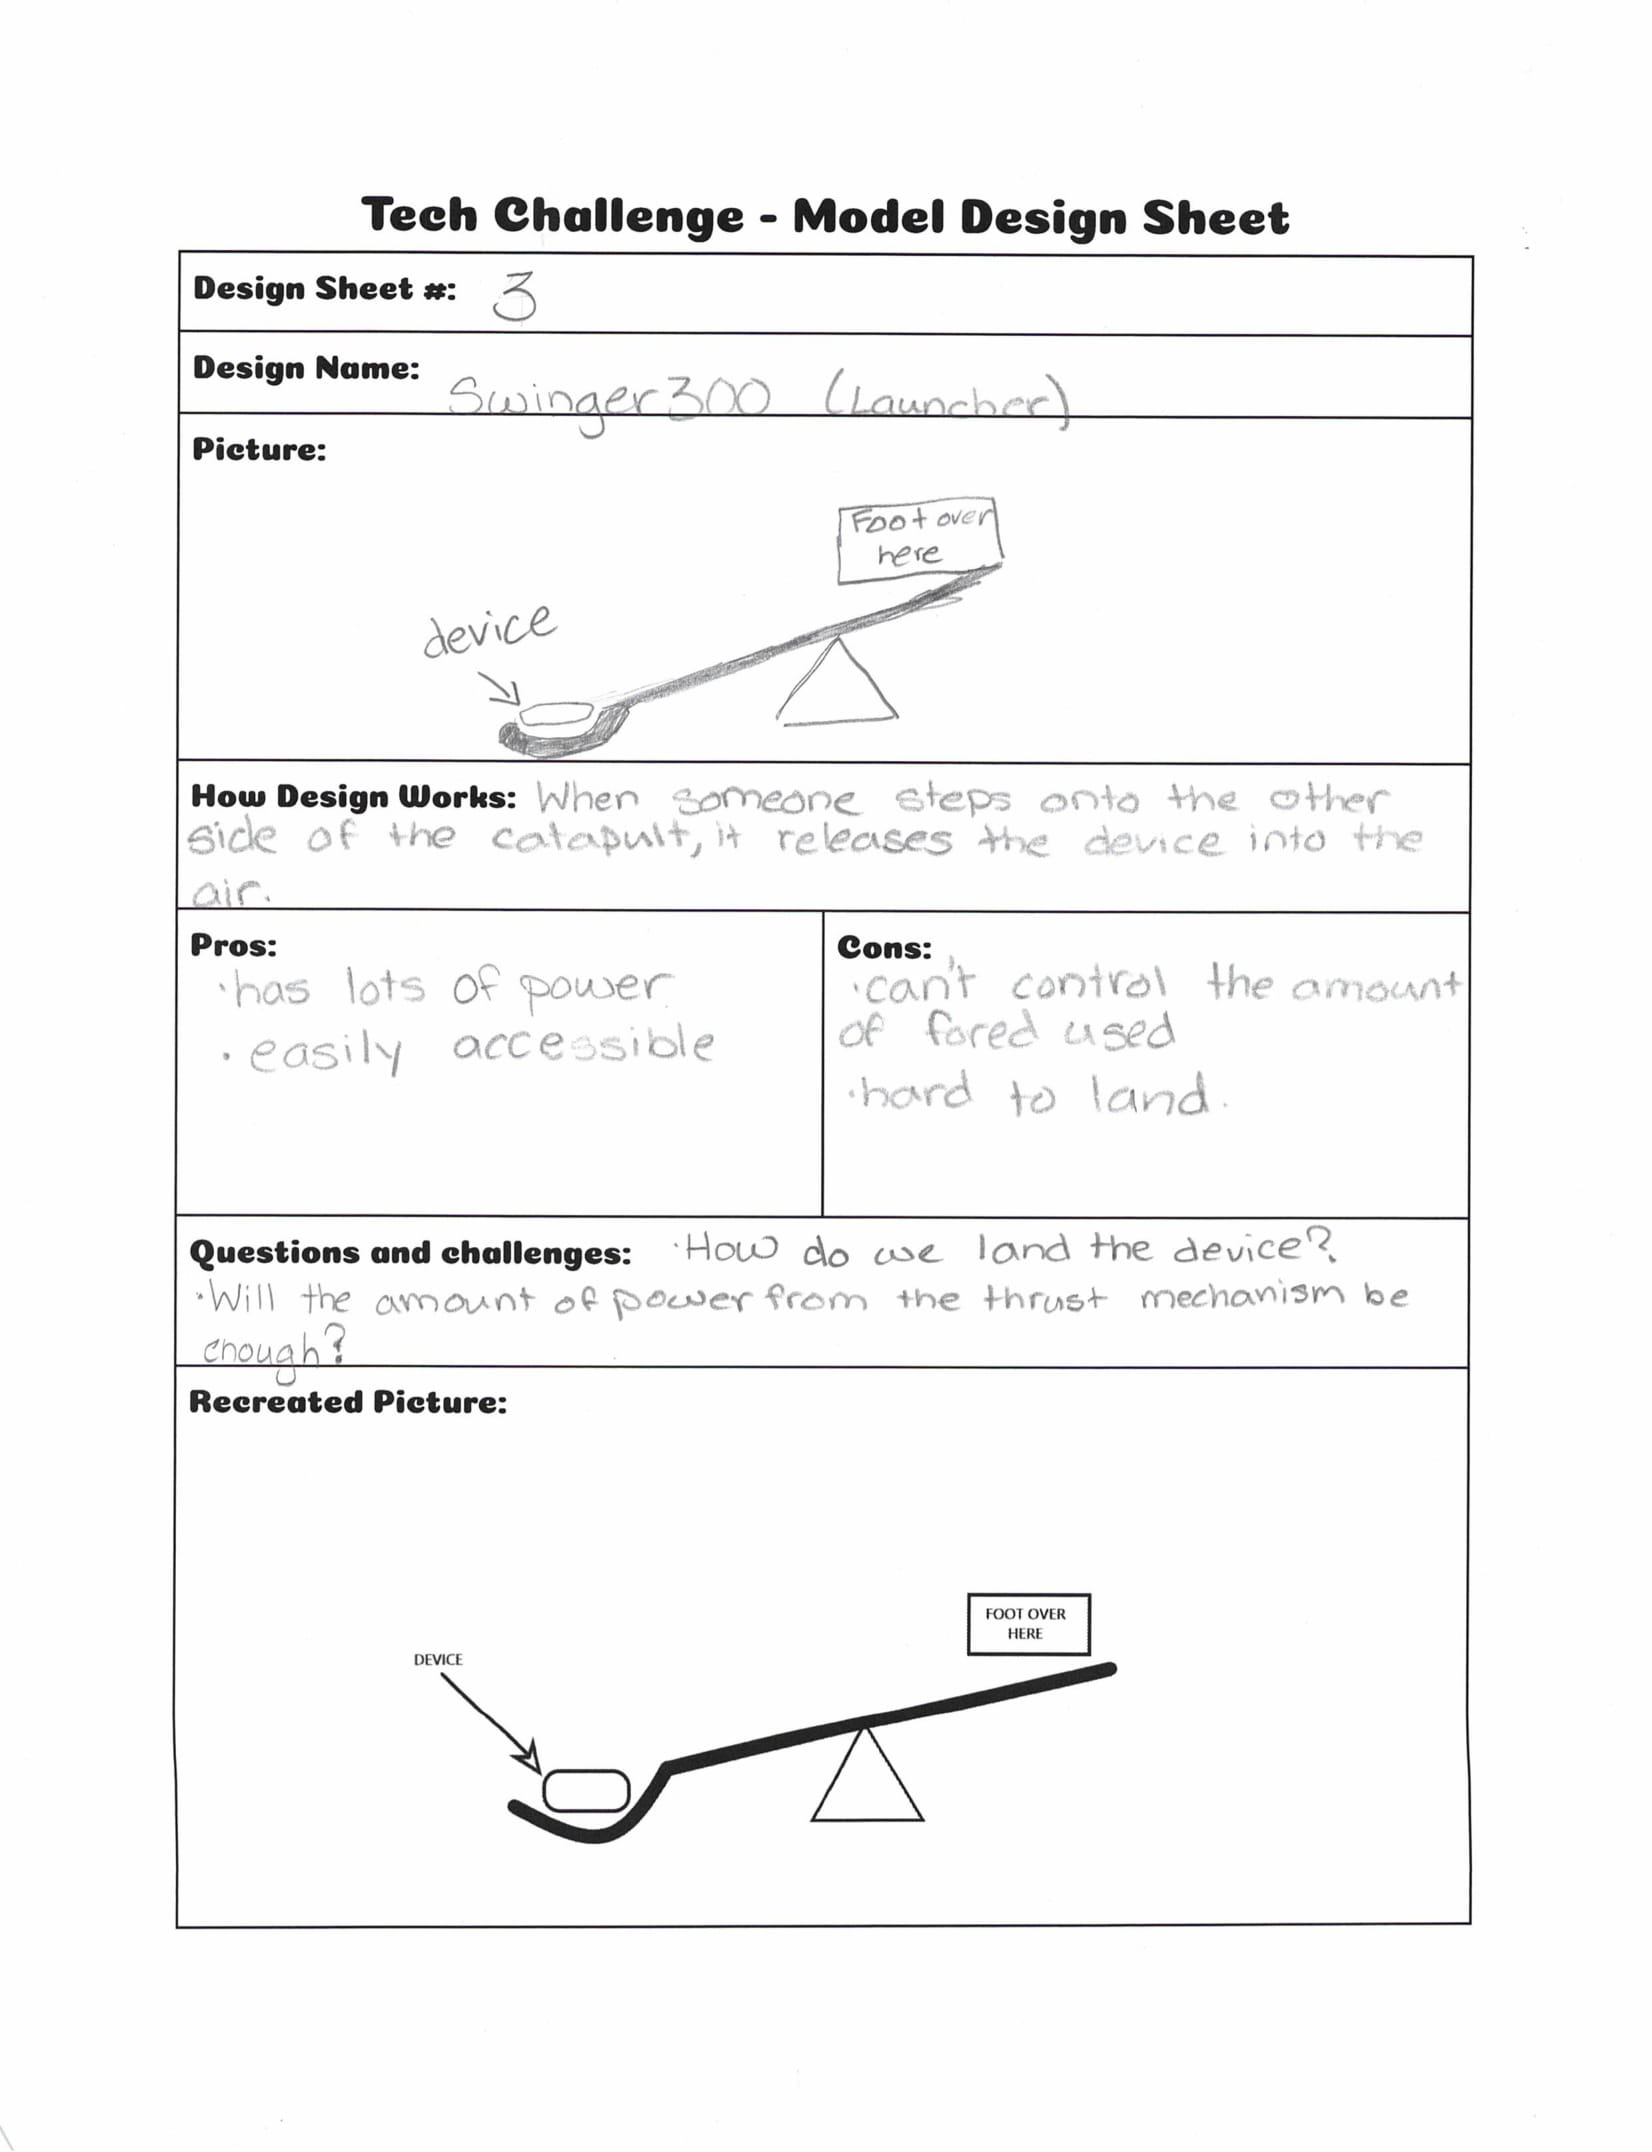 Tech Challenge - Model Design Sheet
Design Sheet #: 3
Design Name: Swinger300 (Launcher)
Picture:
Foot over
here
device
How Design Works: When someone steps onto the other
side of the catapult, it releases the device into the
air.
Pros:
·has lots of power
·easily accessible
Cons:
·can't control the amount
of fored used
·hard to land.
Questions and challenges: ·How do we land the device?
·Will the amount of power from the thrust mechanism be
enough?
Recreated Picture:
FOOT OVER
HERE
DEVICE